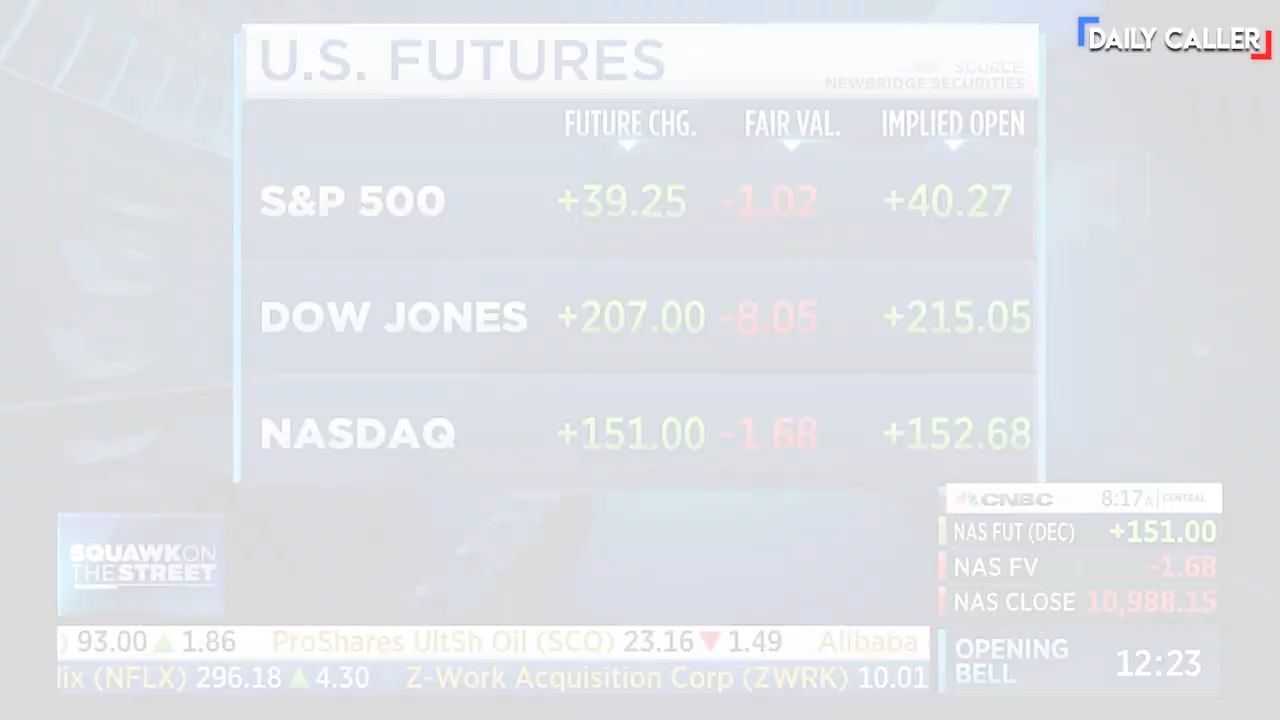 DAILY CALLER
U.S. FUTURES
SOURCE:
NEWBRIDGE SECURITIES
FUTURE CHG. FAIR VAL. IMPLIED OPEN
S&P 500 +39.25 -1.02 +40.27
DOW JONES +207.00 -8.05 +215.05
NASDAQ +151.00 -1.68 +152.68
CNBC 8:17A CENTRAL
NAS FUT (DEC) +151.00
NAS FV -1.68
NAS CLOSE 10,988.15
SQUAWK ON
THE STREET
) 93.00 ▲ 1.86 ProShares UltSh Oil (SCO) 23.16 ▼ 1.49 Alibaba
lix (NFLX) 296.18 ▲ 4.30 Z-Work Acquisition Corp (ZWRK) 10.01
OPENING
BELL 12:23